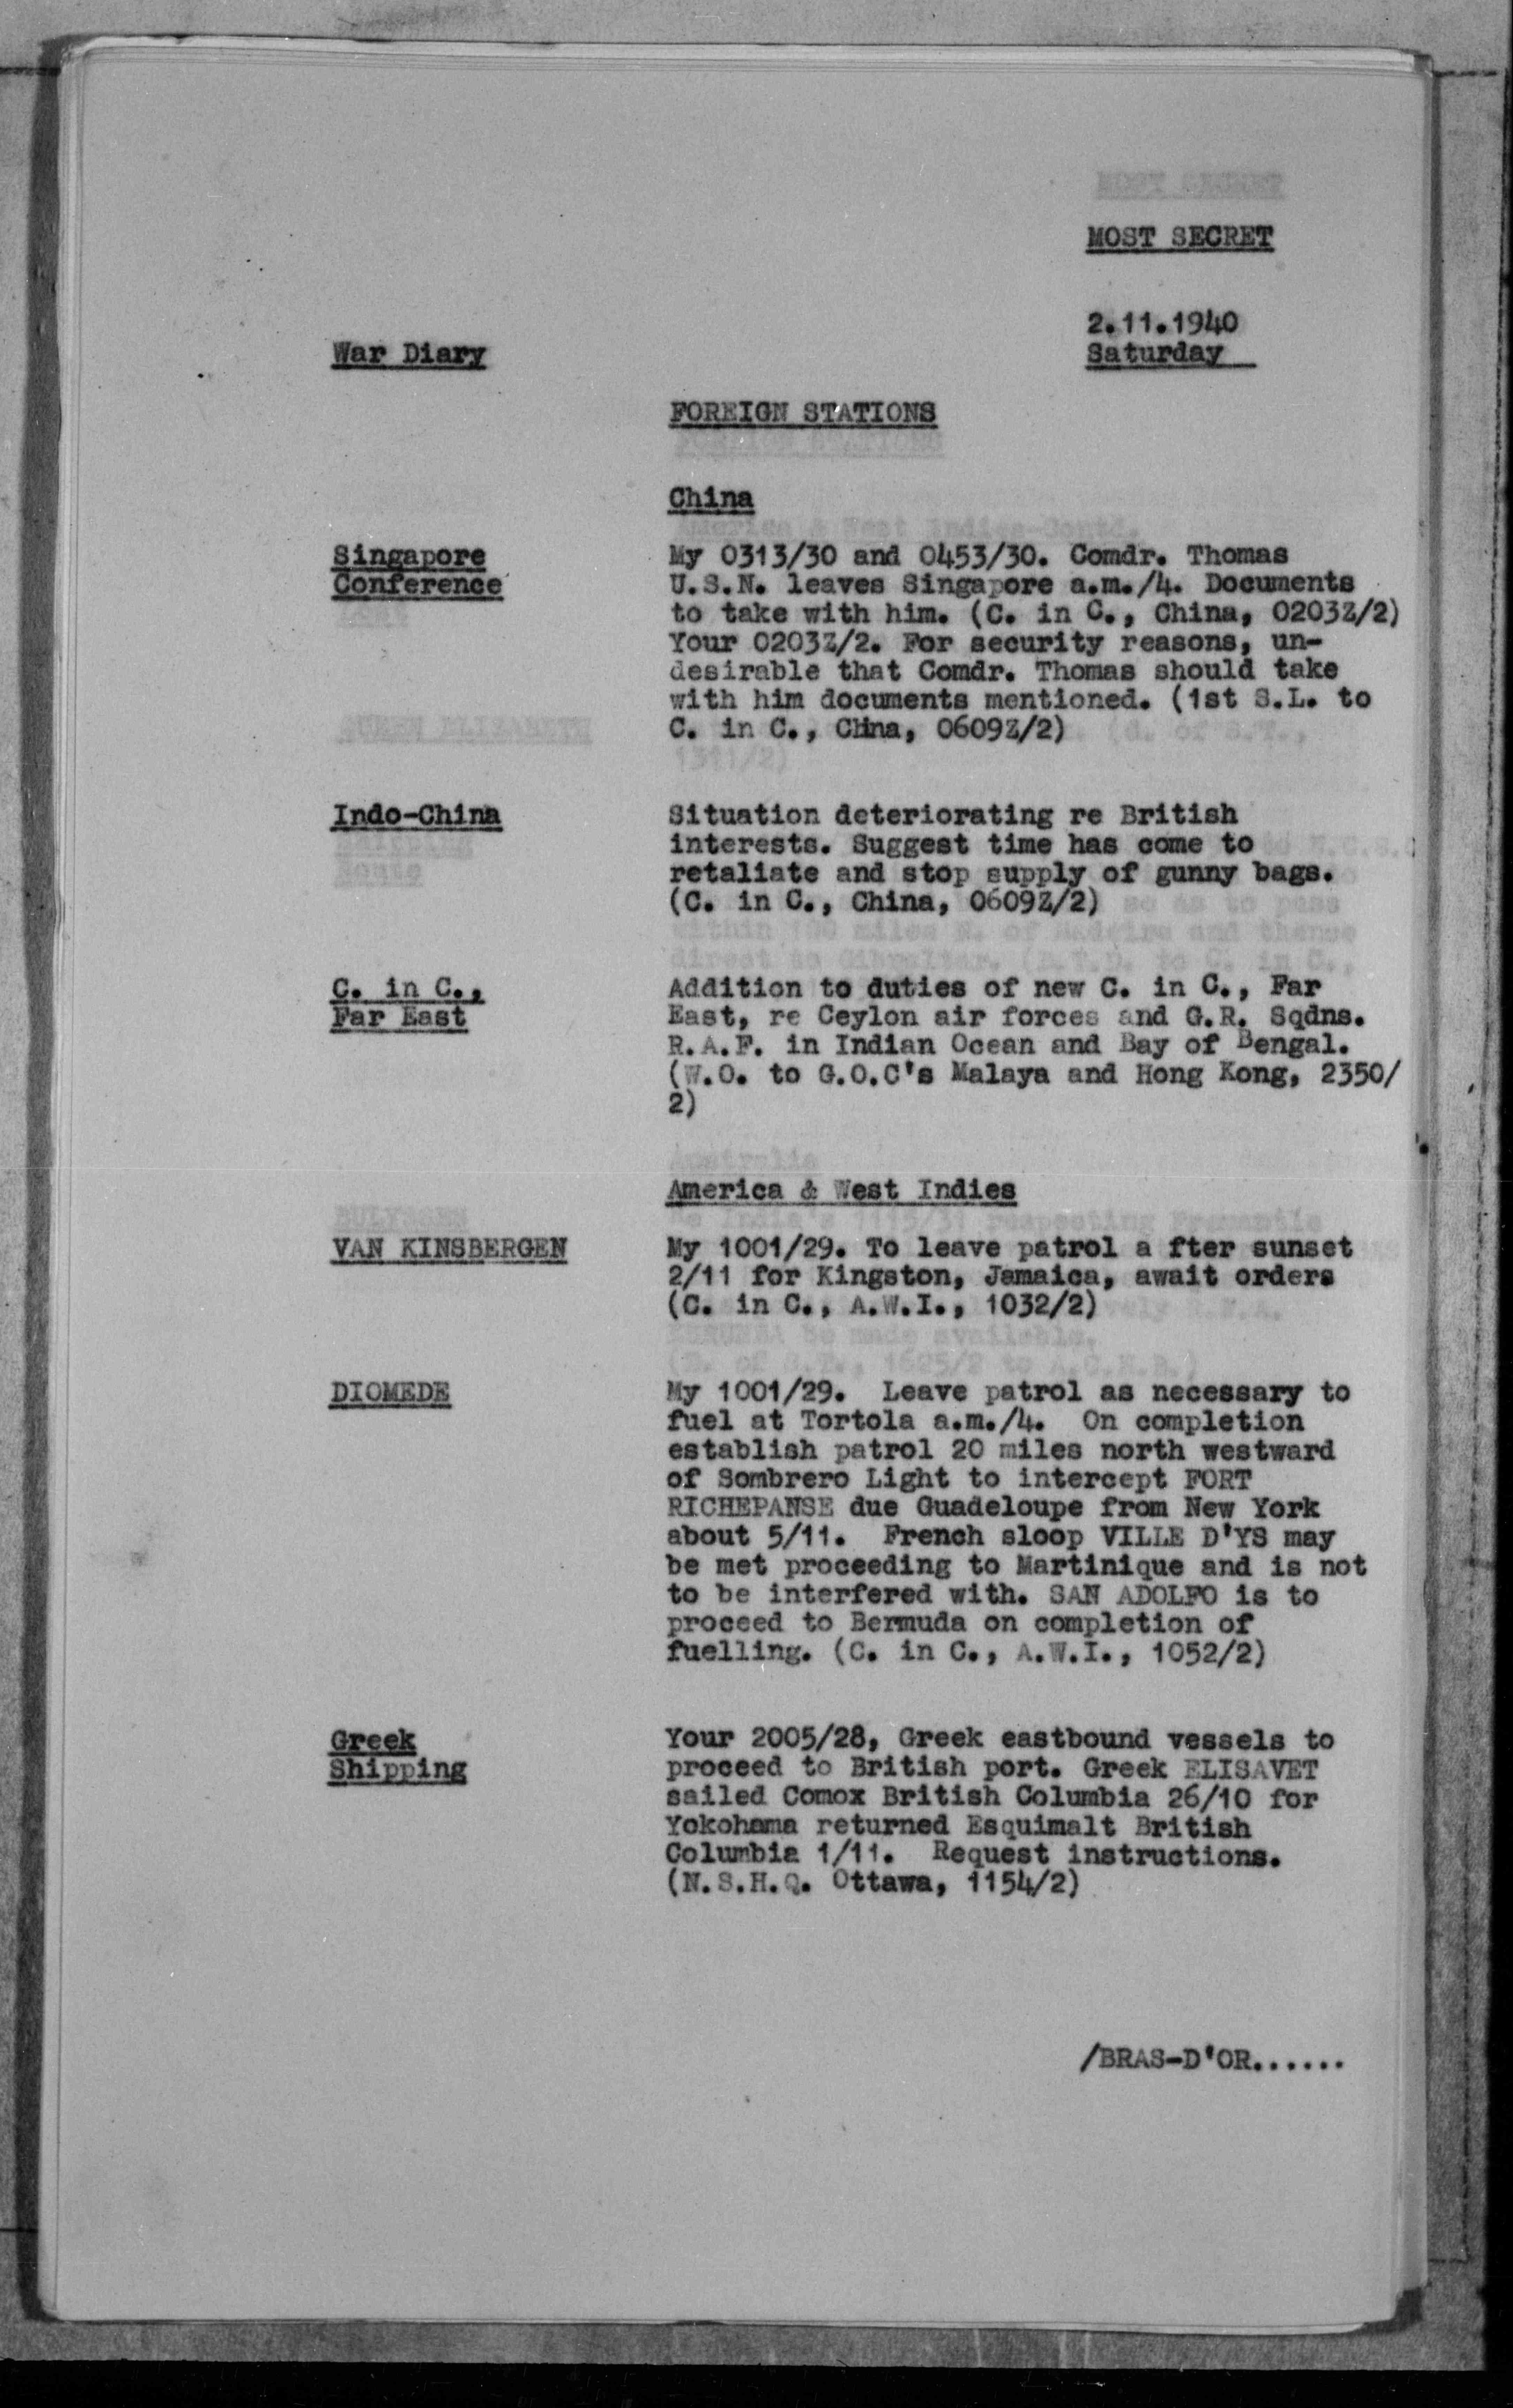 MOST SECRET
2.11.1940
War Diary
Saturday
FOREIGN STATIONS
China
Singapore
Conference
My 0313/30 and 0453/30. Comdr. Thomas
U.S.N. leaves Singapore a.m./4. Documents
to take with him. (C. in C., China, 0203Z/2)
Your 0203Z/2. For security reasons, un-
desirable that Comdr. Thomas should take
with him documents mentioned. (1st S.L. to
C. in C., China, 0609Z/2)
Indo-China
Situation deteriorating re British
interests. Suggest time has come to
retaliate and stop supply of gunny bags.
(C. in C., China, 0609Z/2)
C. in C.,
Far East
Addition to duties of new C. in C., Far
East, re Ceylon air forces and G.R. Sqdns.
R.A.F. in Indian Ocean and Bay of Bengal.
(W.O. to G.O.C's Malaya and Hong Kong, 2350/
2)
America & West Indies
VAN KINSBERGEN
My 1001/29. To leave patrol a fter sunset
2/11 for Kingston, Jamaica, await orders
(C. in C., A.W.I., 1032/2)
DIOMEDE
My 1001/29. Leave patrol as necessary to
fuel at Tortola a.m./4. On completion
establish patrol 20 miles north westward
of Sombrero Light to intercept FORT
RICHEPANSE due Guadeloupe from New York
about 5/11. French sloop VILLE D'YS may
be met proceeding to Martinique and is not
to be interfered with. SAN ADOLFO is to
proceed to Bermuda on completion of
fuelling. (C. in C., A.W.I., 1052/2)
Greek
Shipping
Your 2005/28, Greek eastbound vessels to
proceed to British port. Greek ELISAVET
sailed Comox British Columbia 26/10 for
Yokohama returned Esquimalt British
Columbia 1/11. Request instructions.
(N.S.H.Q. Ottawa, 1154/2)
/BRAS-D'OR......